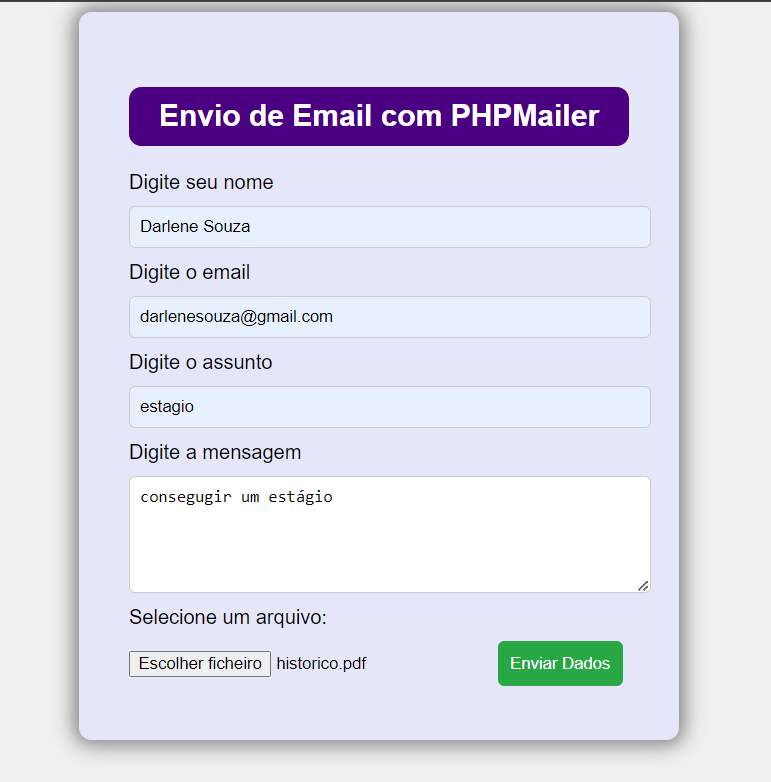 Envio de Email com PHPMailer
Digite seu nome
Darlene Souza
Digite o email
darlenesouza@gmail.com
Digite o assunto
estagio
Digite a mensagem
consegugir um estágio
Selecione um arquivo:
Escolher ficheiro historico.pdf Enviar Dados